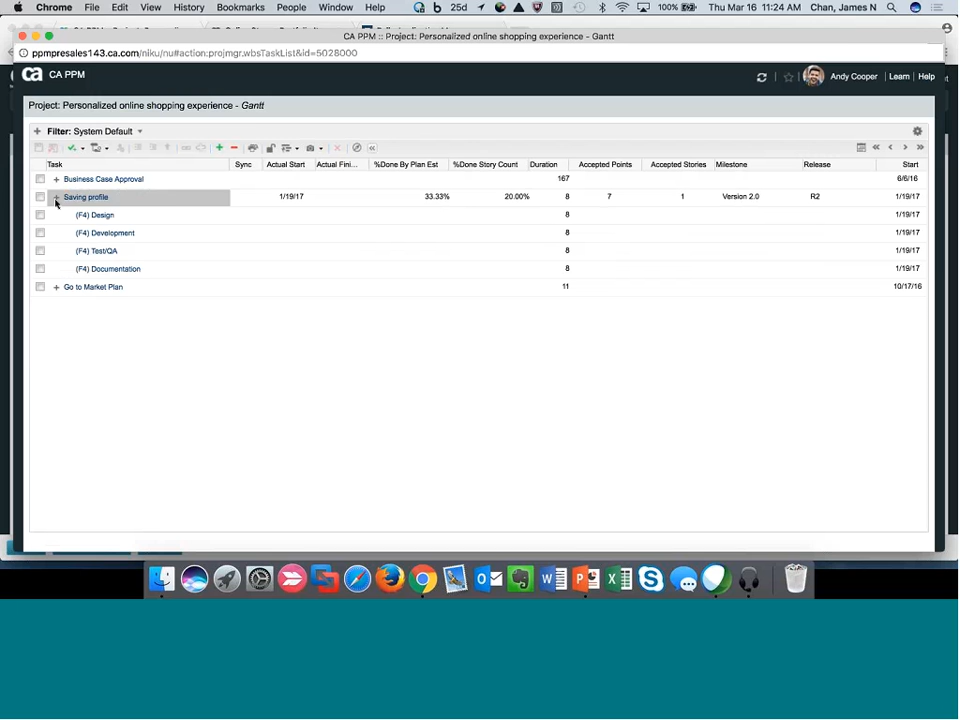 Chrome File Edit View History Bookmarks People Window Help 25d 100% Thu Mar 16 11:24 AM Chan, James N
CA PPM :: Project: Personalized online shopping experience - Gantt
ppmpresales143.ca.com/niku/nu#action:projmgr.wbsTaskList&id=5028000
ca CA PPM Andy Cooper Learn Help
Project: Personalized online shopping experience - Gantt
Filter: System Default
Task Sync Actual Start Actual Fini... %Done By Plan Est %Done Story Count Duration Accepted Points Accepted Stories Milestone Release Start
Business Case Approval 167 6/6/16
Saving profile 1/19/17 33.33% 20.00% 8 7 1 Version 2.0 R2 1/19/17
(F4) Design 8 1/19/17
(F4) Development 8 1/19/17
(F4) Test/QA 8 1/19/17
(F4) Documentation 8 1/19/17
Go to Market Plan 11 10/17/16